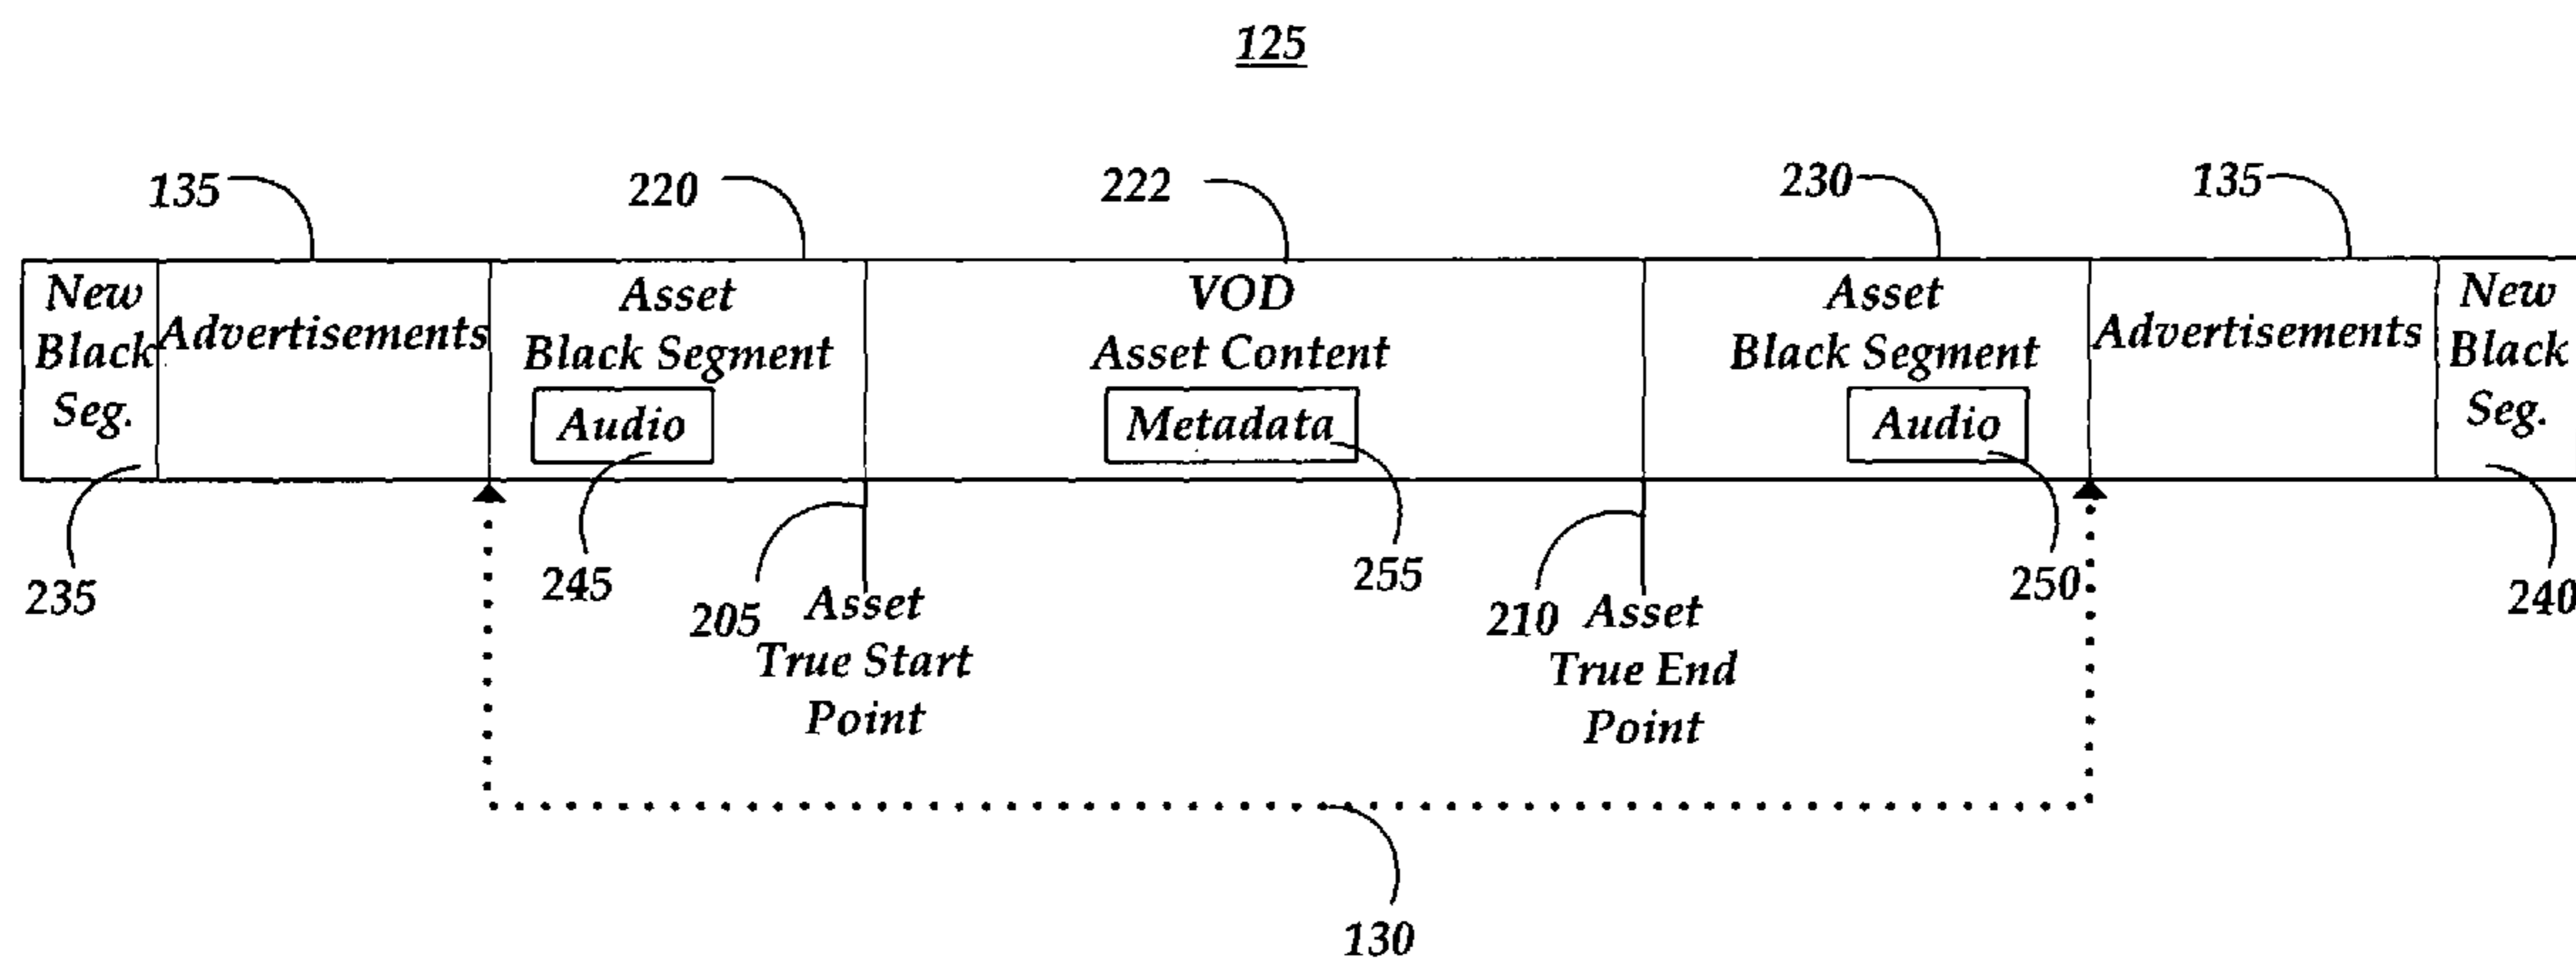 125
135
220
222
230
135
New
Black
Seg.
Advertisements
Asset
Black Segment
Audio
VOD
Asset Content
Metadata
Asset
Black Segment
Audio
Advertisements
New
Black
Seg.
235
245
205
Asset
True Start
Point
255
210
Asset
True End
Point
250
240
130